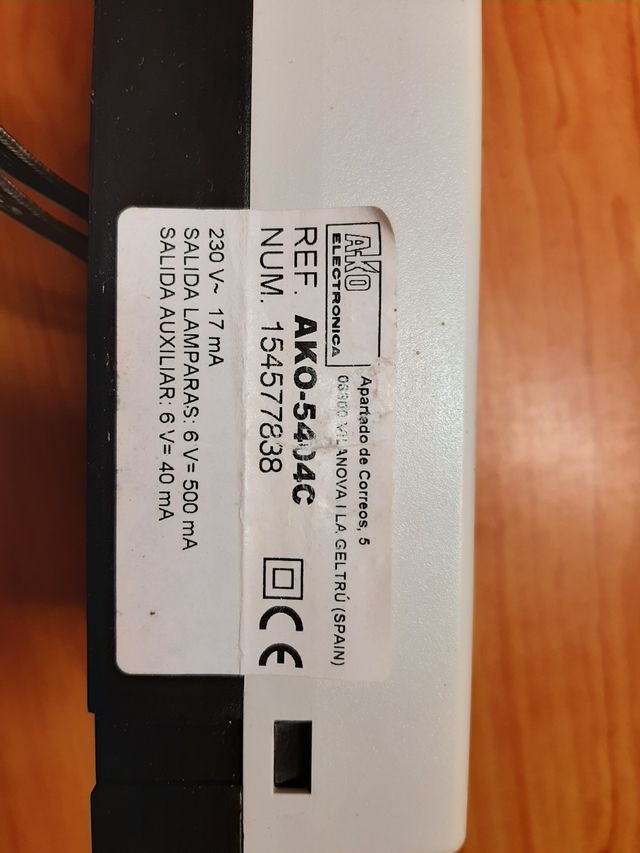 AKO
ELECTRONICA
Apartado de Correos, 5
VILANOVA I LA GELTRÚ (SPAIN)
REF. AKO-5404C
NUM. 154577838
CE
230 V~ 17 mA
SALIDA LAMPARAS: 6 V= 500 mA
SALIDA AUXILIAR: 6 V= 40 mA